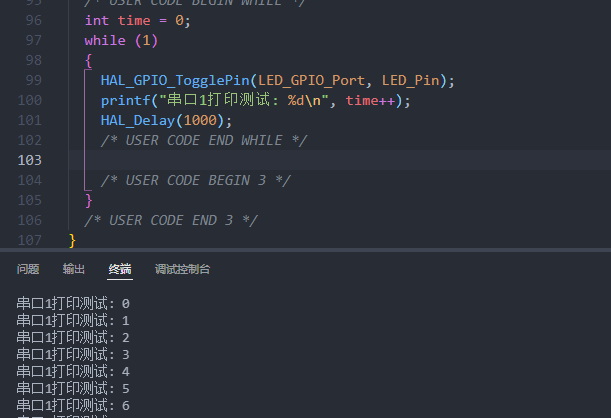 95 /* USER CODE BEGIN WHILE */
96 int time = 0;
97 while (1)
98 {
99 HAL_GPIO_TogglePin(LED_GPIO_Port, LED_Pin);
100 printf("串口1打印测试: %d\n", time++);
101 HAL_Delay(1000);
102 /* USER CODE END WHILE */
103
104 /* USER CODE BEGIN 3 */
105 }
106 /* USER CODE END 3 */
107 }
问题 输出 终端 调试控制台
串口1打印测试: 0
串口1打印测试: 1
串口1打印测试: 2
串口1打印测试: 3
串口1打印测试: 4
串口1打印测试: 5
串口1打印测试: 6